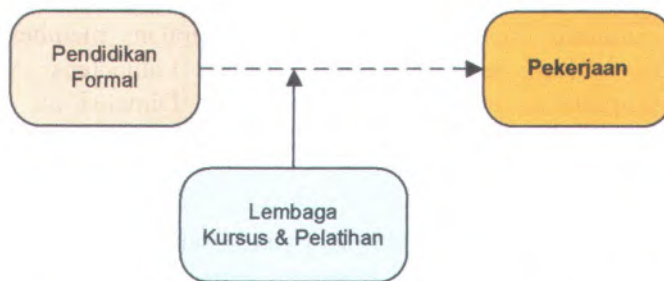 Pendidikan
Formal
Pekerjaan
Lembaga
Kursus & Pelatihan